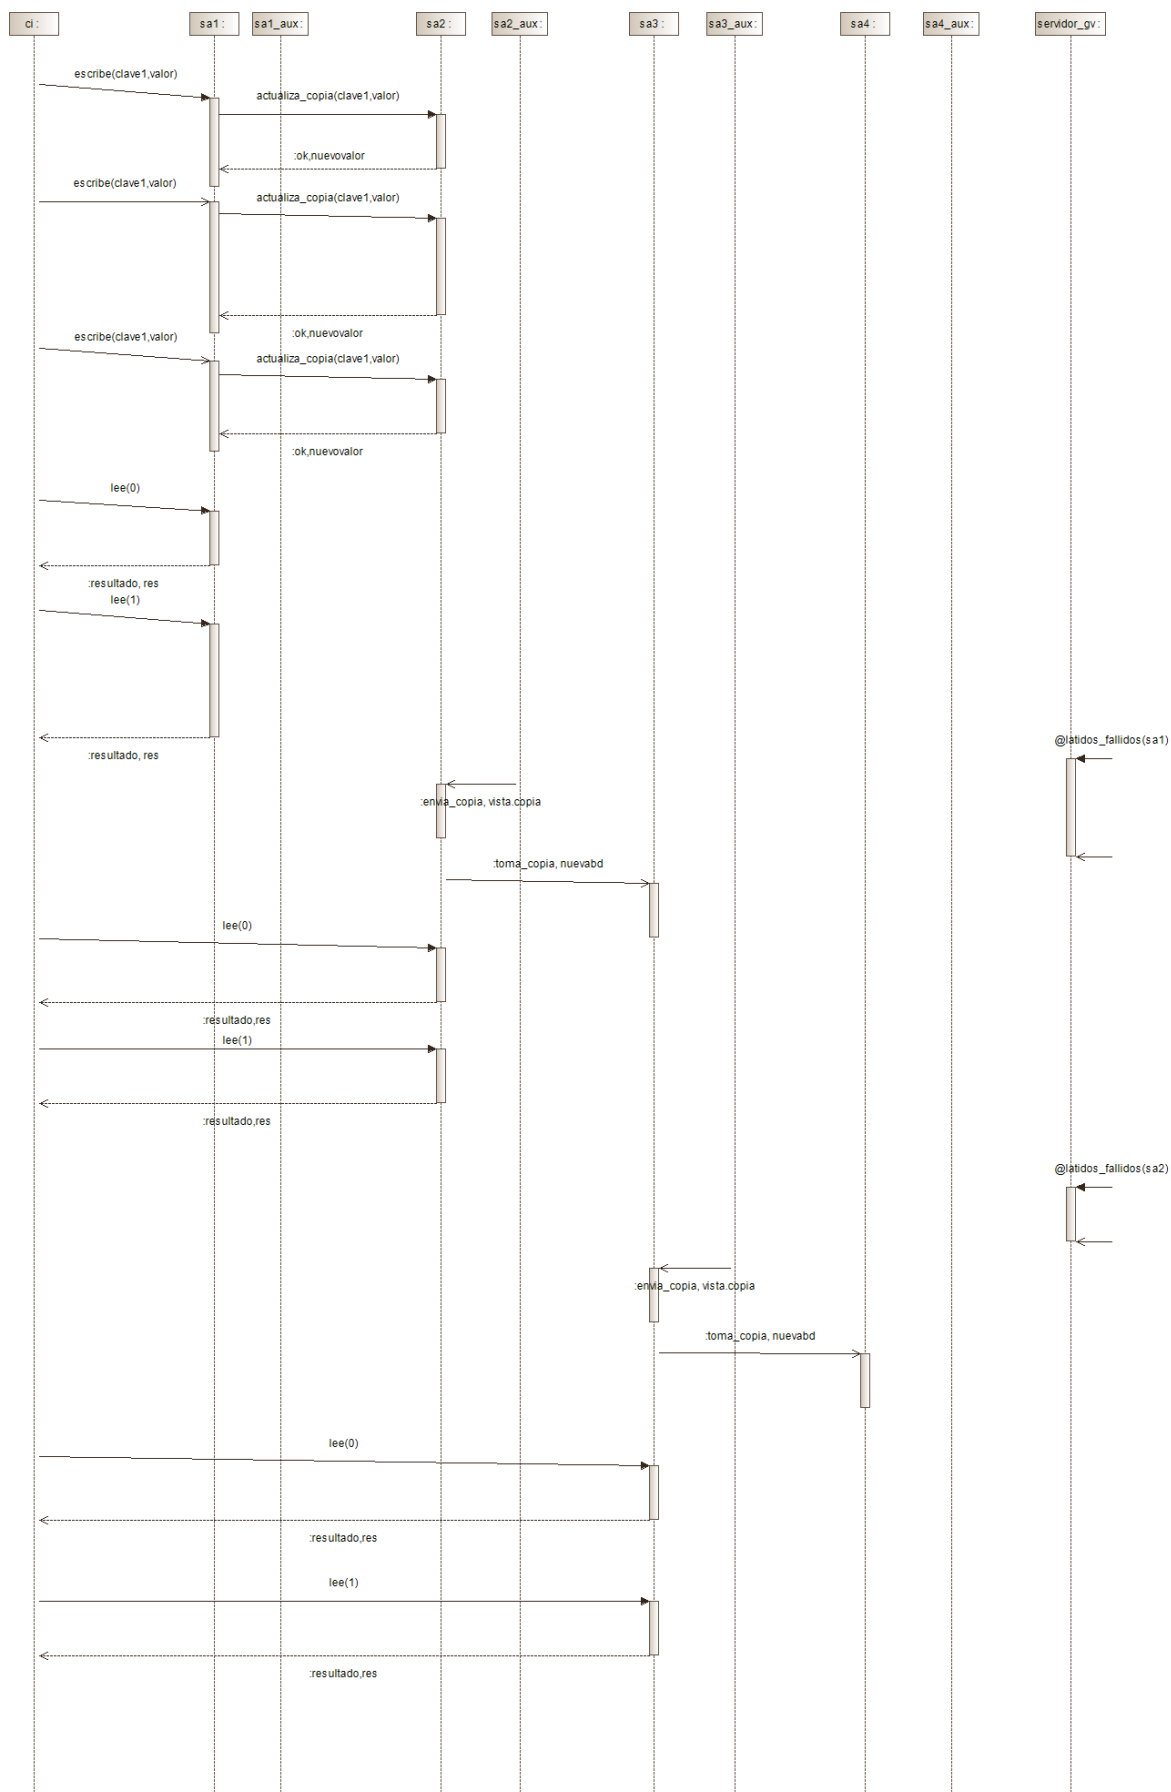 ci :
sa1 :
sa1_aux :
sa2 :
sa2_aux :
sa3 :
sa3_aux :
sa4 :
sa4_aux :
servidor_gv :
escribe(clave1,valor)
actualiza_copia(clave1,valor)
:ok,nuevovalor
escribe(clave1,valor)
actualiza_copia(clave1,valor)
:ok,nuevovalor
escribe(clave1,valor)
actualiza_copia(clave1,valor)
:ok,nuevovalor
lee(0)
:resultado, res
lee(1)
:resultado, res
@latidos_fallidos(sa1)
:envia_copia, vista.copia
:toma_copia, nuevabd
lee(0)
:resultado,res
lee(1)
:resultado,res
@latidos_fallidos(sa2)
:envia_copia, vista.copia
:toma_copia, nuevabd
lee(0)
:resultado,res
lee(1)
:resultado,res